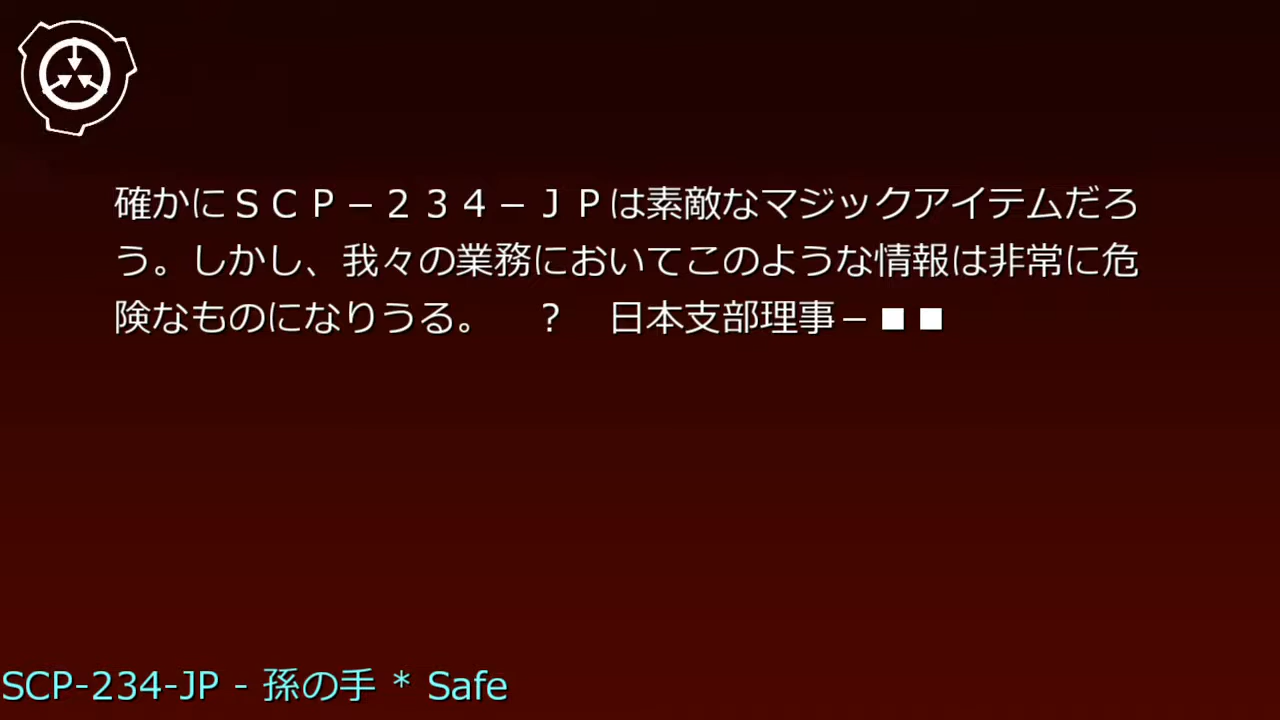 確かにＳＣＰ－２３４－ＪＰは素敵なマジックアイテムだろ
う。しかし、我々の業務においてこのような情報は非常に危
険なものになりうる。　？　日本支部理事－■■
SCP-234-JP - 孫の手 * Safe